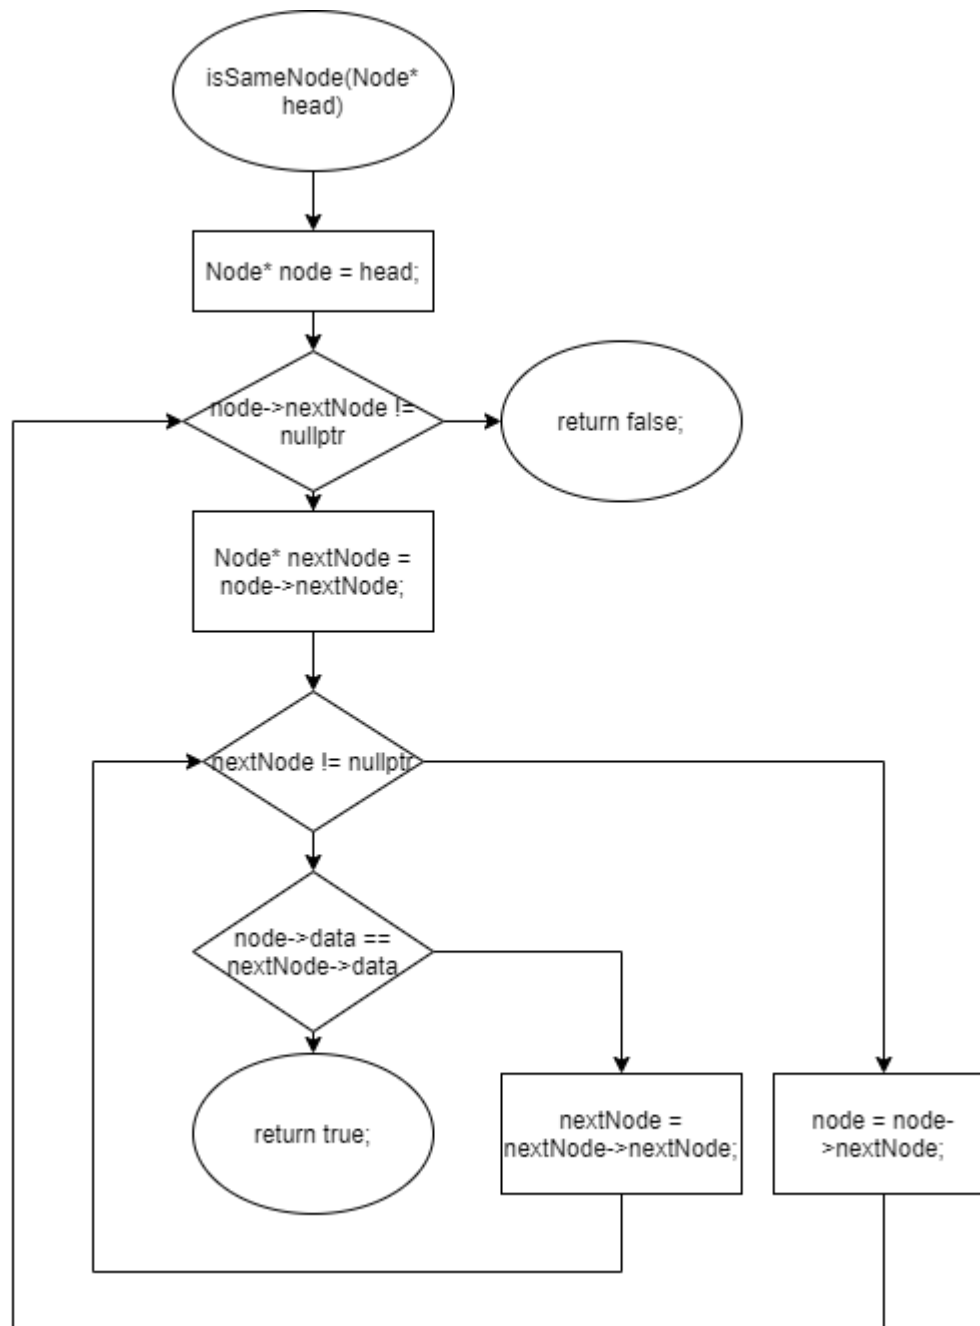 isSameNode(Node*
head)
Node* node = head;
node->nextNode !=
nullptr
return false;
Node* nextNode =
node->nextNode;
nextNode != nullptr
node->data ==
nextNode->data
return true;
nextNode =
nextNode->nextNode;
node = node-
>nextNode;